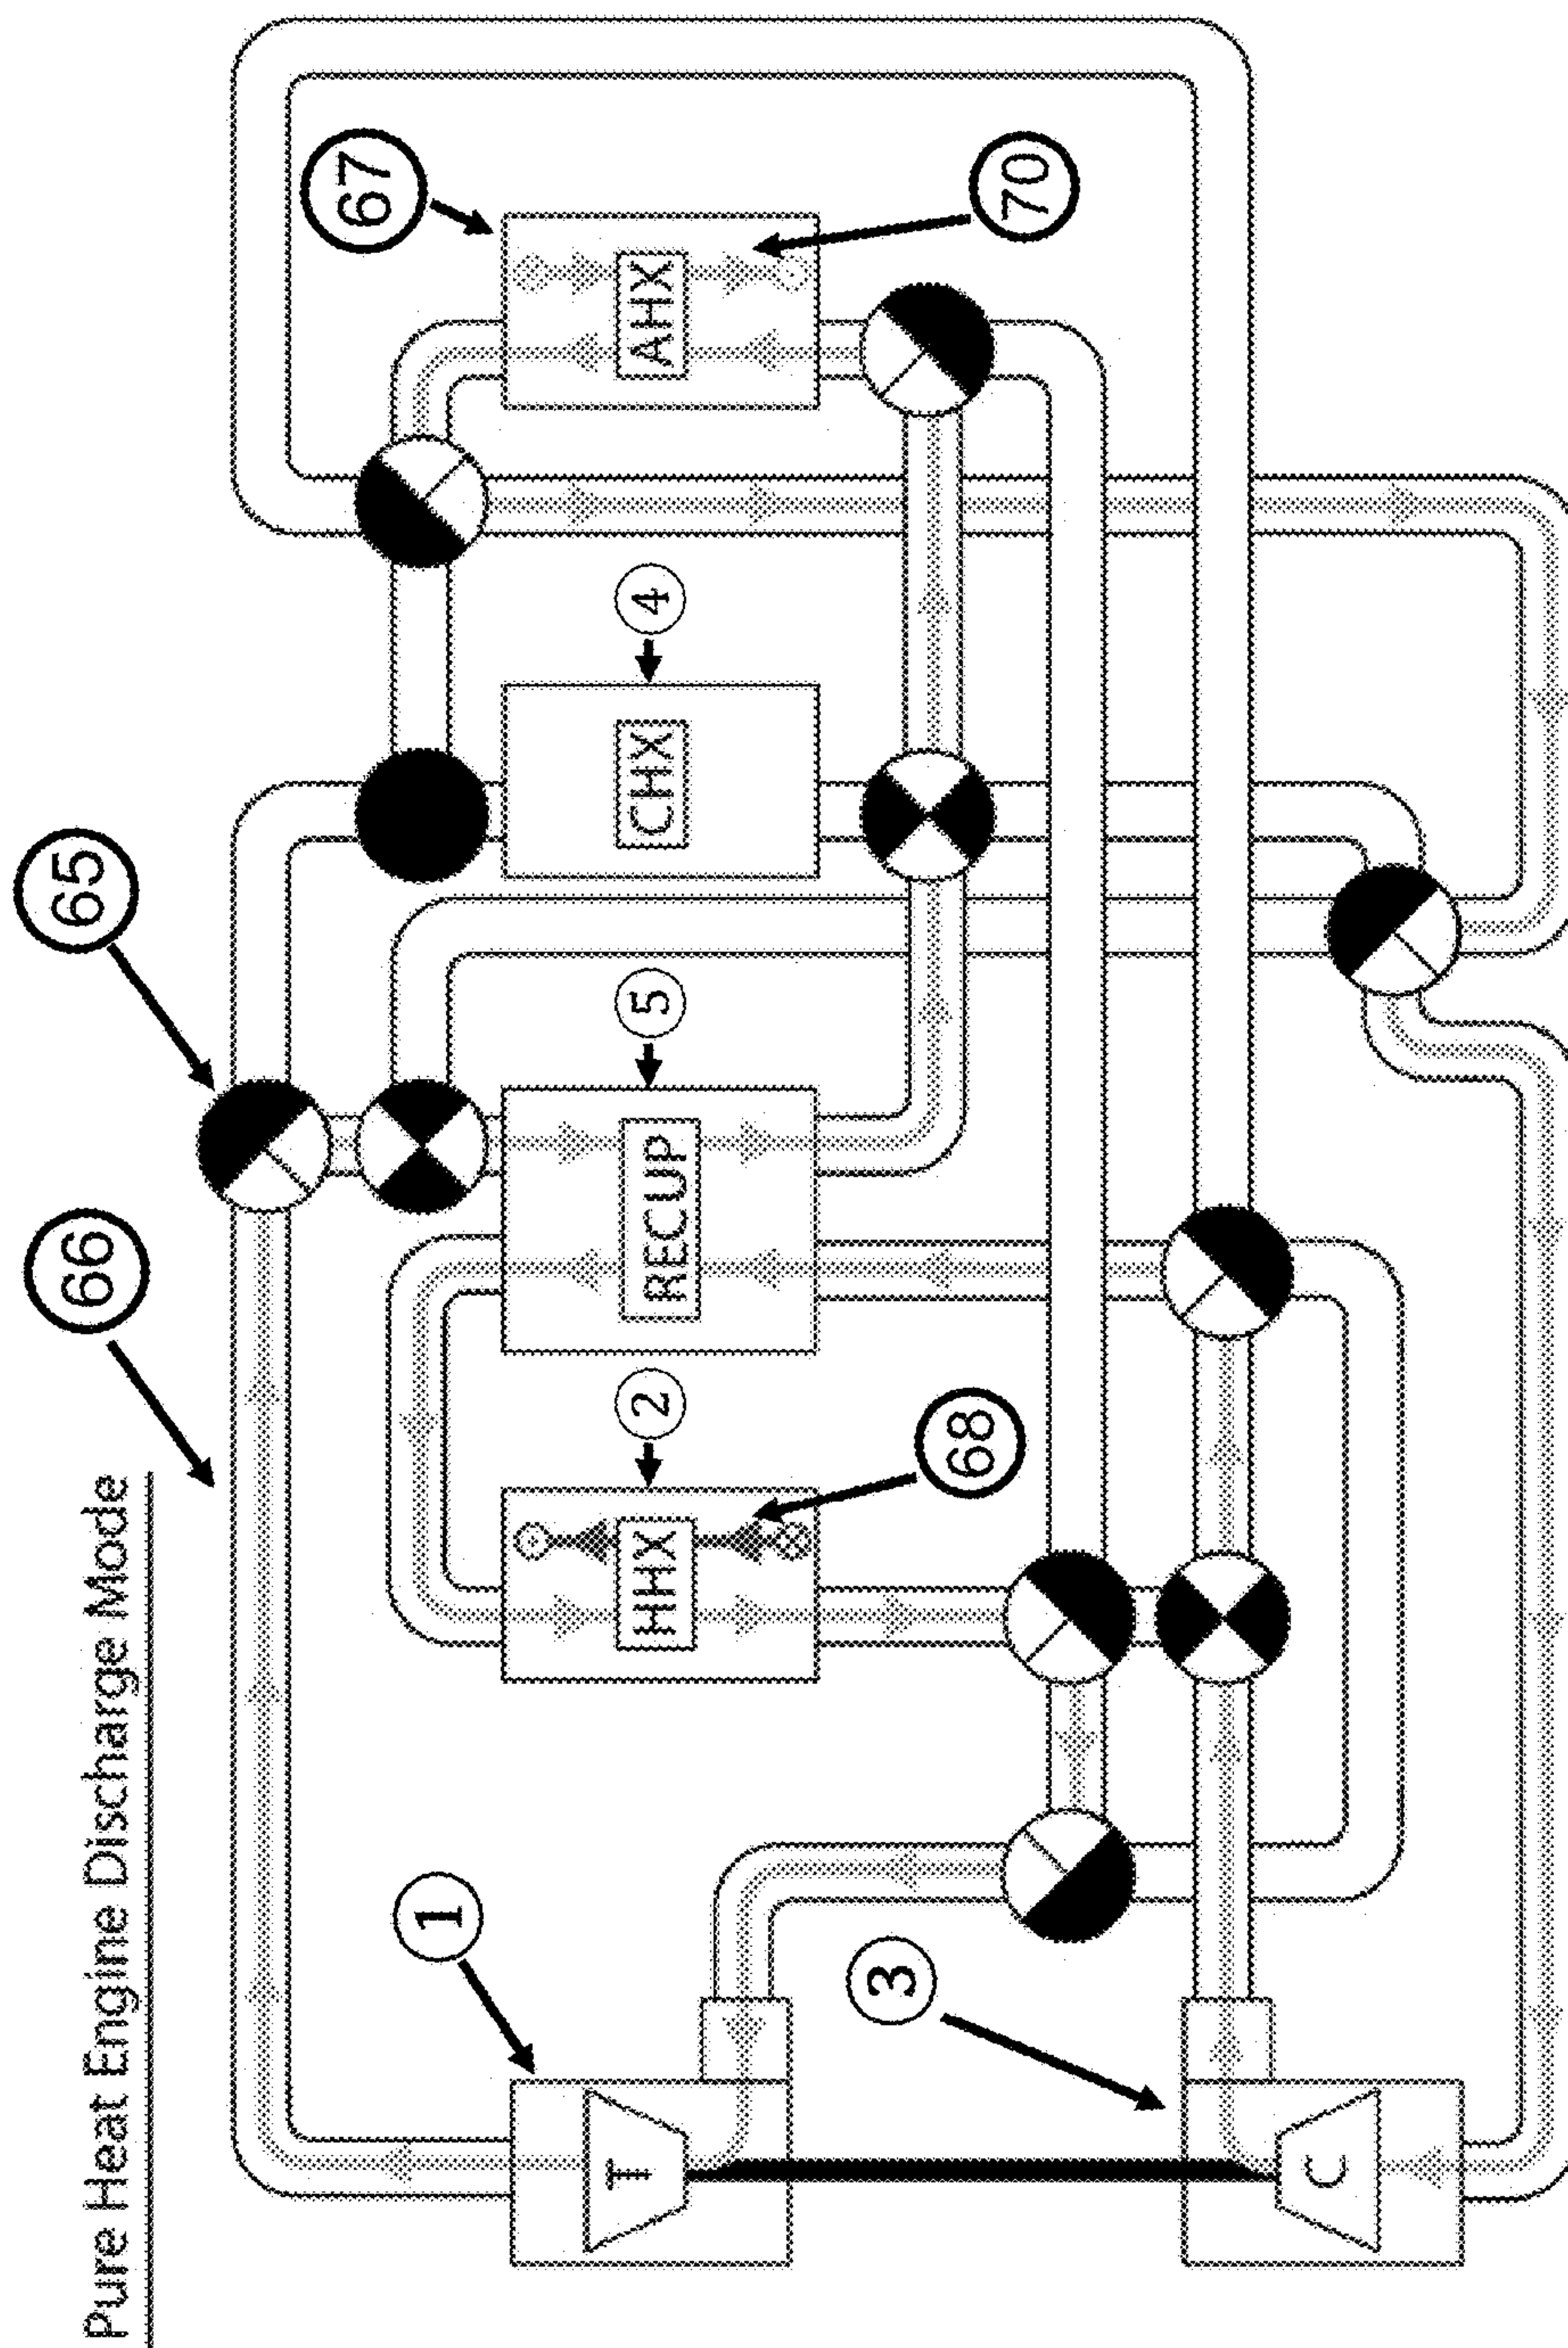 Pure Heat Engine Discharge Mode
66
65
67
1
T
HHX
2
RECUP
5
CHX
4
AHX
3
68
70
C